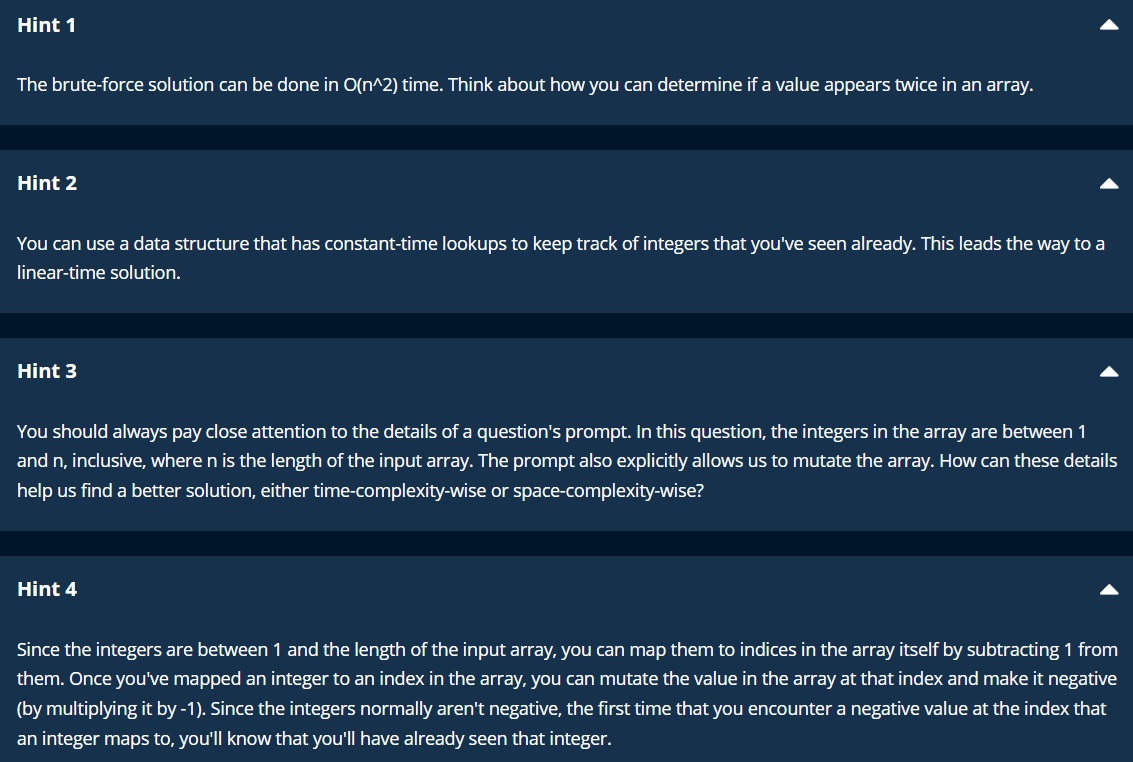 Hint 1
The brute-force solution can be done in O(n^2) time. Think about how you can determine if a value appears twice in an array.
Hint 2
You can use a data structure that has constant-time lookups to keep track of integers that you've seen already. This leads the way to a
linear-time solution.
Hint 3
You should always pay close attention to the details of a question's prompt. In this question, the integers in the array are between 1
and n, inclusive, where n is the length of the input array. The prompt also explicitly allows us to mutate the array. How can these details
help us find a better solution, either time-complexity-wise or space-complexity-wise?
Hint 4
Since the integers are between 1 and the length of the input array, you can map them to indices in the array itself by subtracting 1 from
them. Once you've mapped an integer to an index in the array, you can mutate the value in the array at that index and make it negative
(by multiplying it by -1). Since the integers normally aren't negative, the first time that you encounter a negative value at the index that
an integer maps to, you'll know that you'll have already seen that integer.